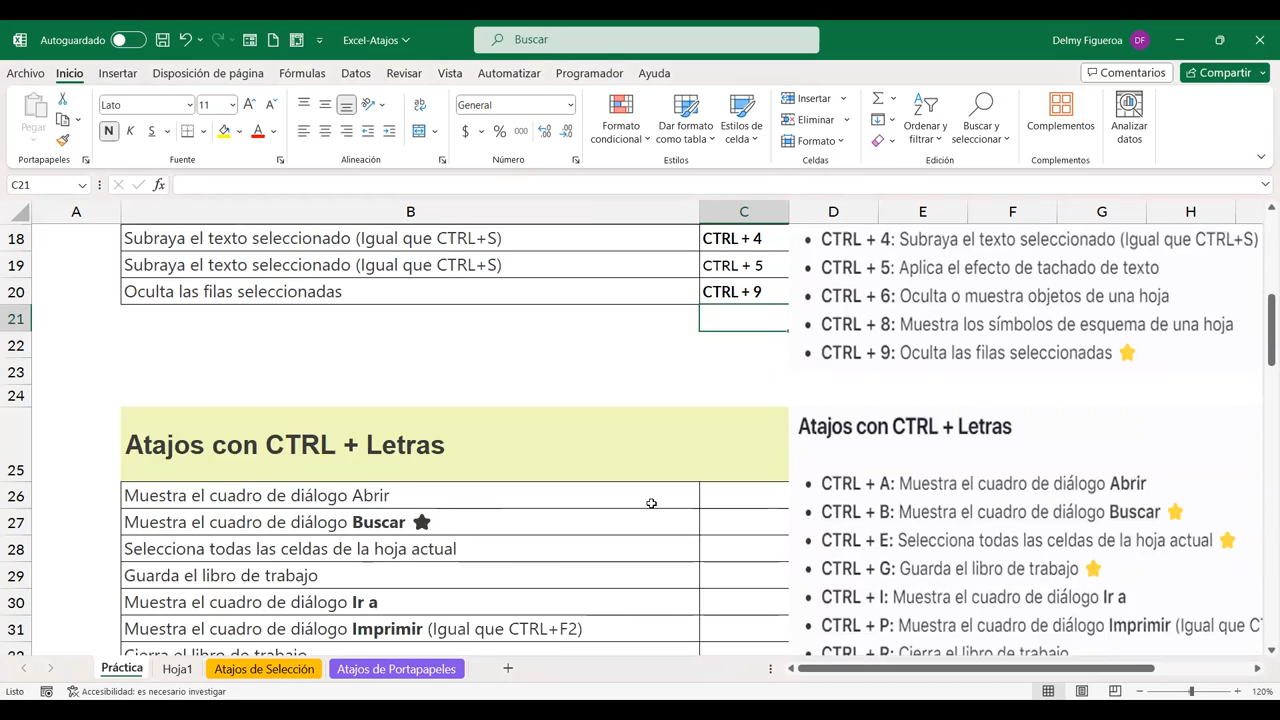 Autoguardado
Excel-Atajos
Buscar
Delmy Figueroa
DF
Archivo Inicio Insertar Disposición de página Fórmulas Datos Revisar Vista Automatizar Programador Ayuda
Comentarios
Compartir
Pegar
Portapapeles
Lato
11
N K S
Fuente
Alineación
General
$ % 000
Número
Formato condicional
Dar formato como tabla
Estilos de celda
Estilos
Insertar
Eliminar
Formato
Celdas
Ordenar y filtrar
Buscar y seleccionar
Edición
Complementos
Complementos
Analizar datos
C21
fx
A B C D E F G H
18 Subraya el texto seleccionado (Igual que CTRL+S) CTRL + 4
19 Subraya el texto seleccionado (Igual que CTRL+S) CTRL + 5
20 Oculta las filas seleccionadas CTRL + 9
21
22
23
24
25 Atajos con CTRL + Letras
26 Muestra el cuadro de diálogo Abrir
27 Muestra el cuadro de diálogo Buscar
28 Selecciona todas las celdas de la hoja actual
29 Guarda el libro de trabajo
30 Muestra el cuadro de diálogo Ir a
31 Muestra el cuadro de diálogo Imprimir (Igual que CTRL+F2)
Cierra el libro de trabajo
• CTRL + 4: Subraya el texto seleccionado (Igual que CTRL+S)
• CTRL + 5: Aplica el efecto de tachado de texto
• CTRL + 6: Oculta o muestra objetos de una hoja
• CTRL + 8: Muestra los símbolos de esquema de una hoja
• CTRL + 9: Oculta las filas seleccionadas
Atajos con CTRL + Letras
• CTRL + A: Muestra el cuadro de diálogo Abrir
• CTRL + B: Muestra el cuadro de diálogo Buscar
• CTRL + E: Selecciona todas las celdas de la hoja actual
• CTRL + G: Guarda el libro de trabajo
• CTRL + I: Muestra el cuadro de diálogo Ir a
• CTRL + P: Muestra el cuadro de diálogo Imprimir (Igual que C
• CTRL + R: Cierra el libro de trabajo
Práctica Hoja1 Atajos de Selección Atajos de Portapapeles
Listo
Accesibilidad: es necesario investigar
120%